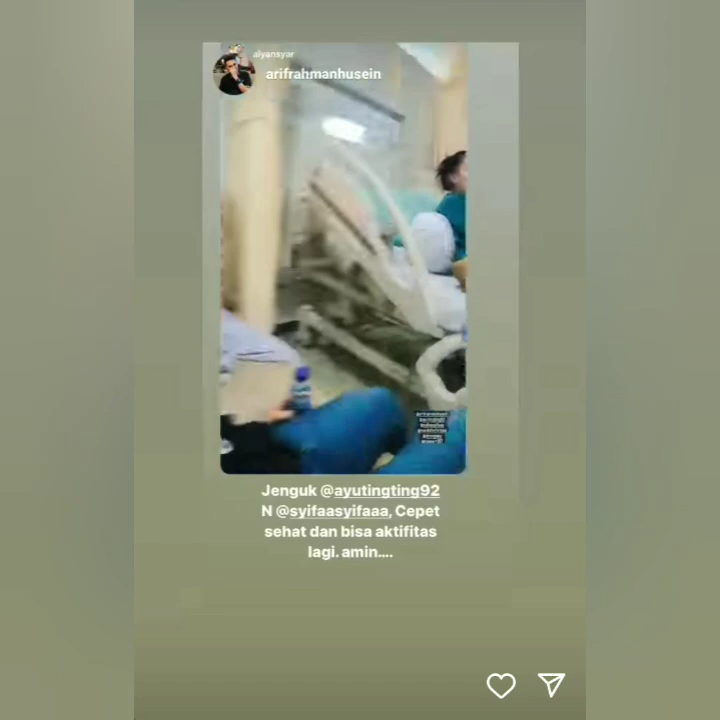 alyansyar
arifrahmanhusein
Jenguk @ayutingting92
N @syifaasyifaaa, Cepet
sehat dan bisa aktifitas
lagi. amin....